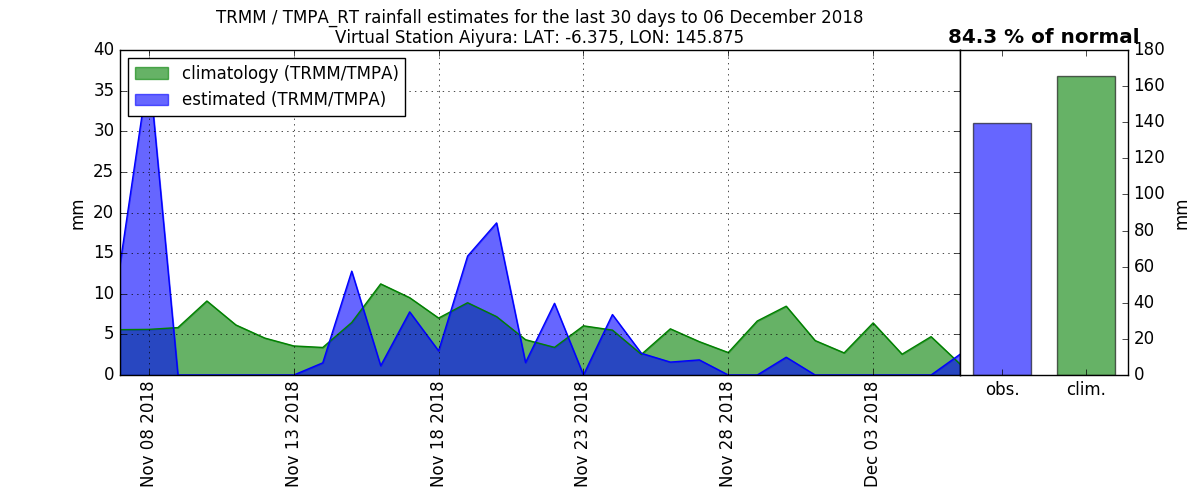 TRMM / TMPA_RT rainfall estimates for the last 30 days to 06 December 2018
Virtual Station Aiyura: LAT: -6.375, LON: 145.875
84.3 % of normal
climatology (TRMM/TMPA)
estimated (TRMM/TMPA)
40
35
30
25
20
15
10
5
0
mm
Nov 08 2018
Nov 13 2018
Nov 18 2018
Nov 23 2018
Nov 28 2018
Dec 03 2018
obs.
clim.
180
160
140
120
100
80
60
40
20
0
mm